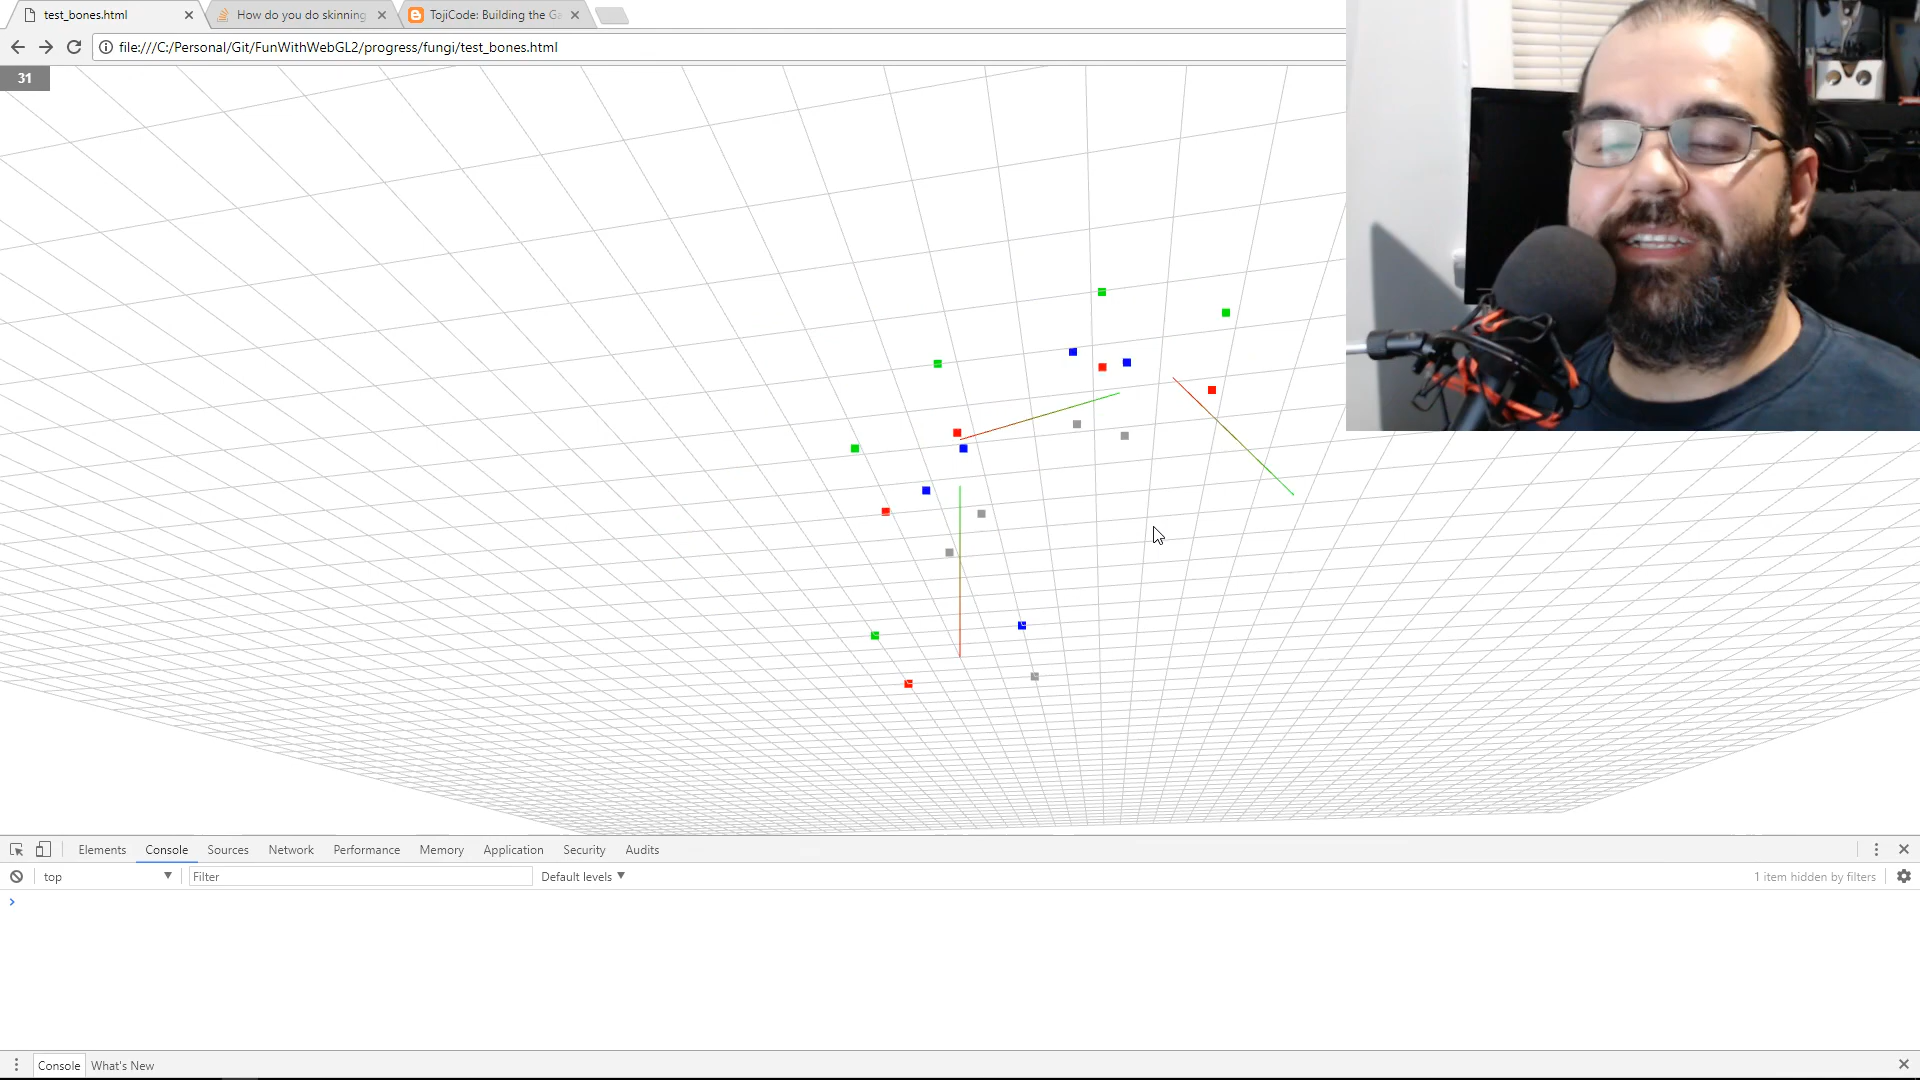 test_bones.html
How do you do skinning
TojiCode: Building the Ga
file:///C:/Personal/Git/FunWithWebGL2/progress/fungi/test_bones.html
31
Elements Console Sources Network Performance Memory Application Security Audits
top Filter Default levels 1 item hidden by filters
Console What's New